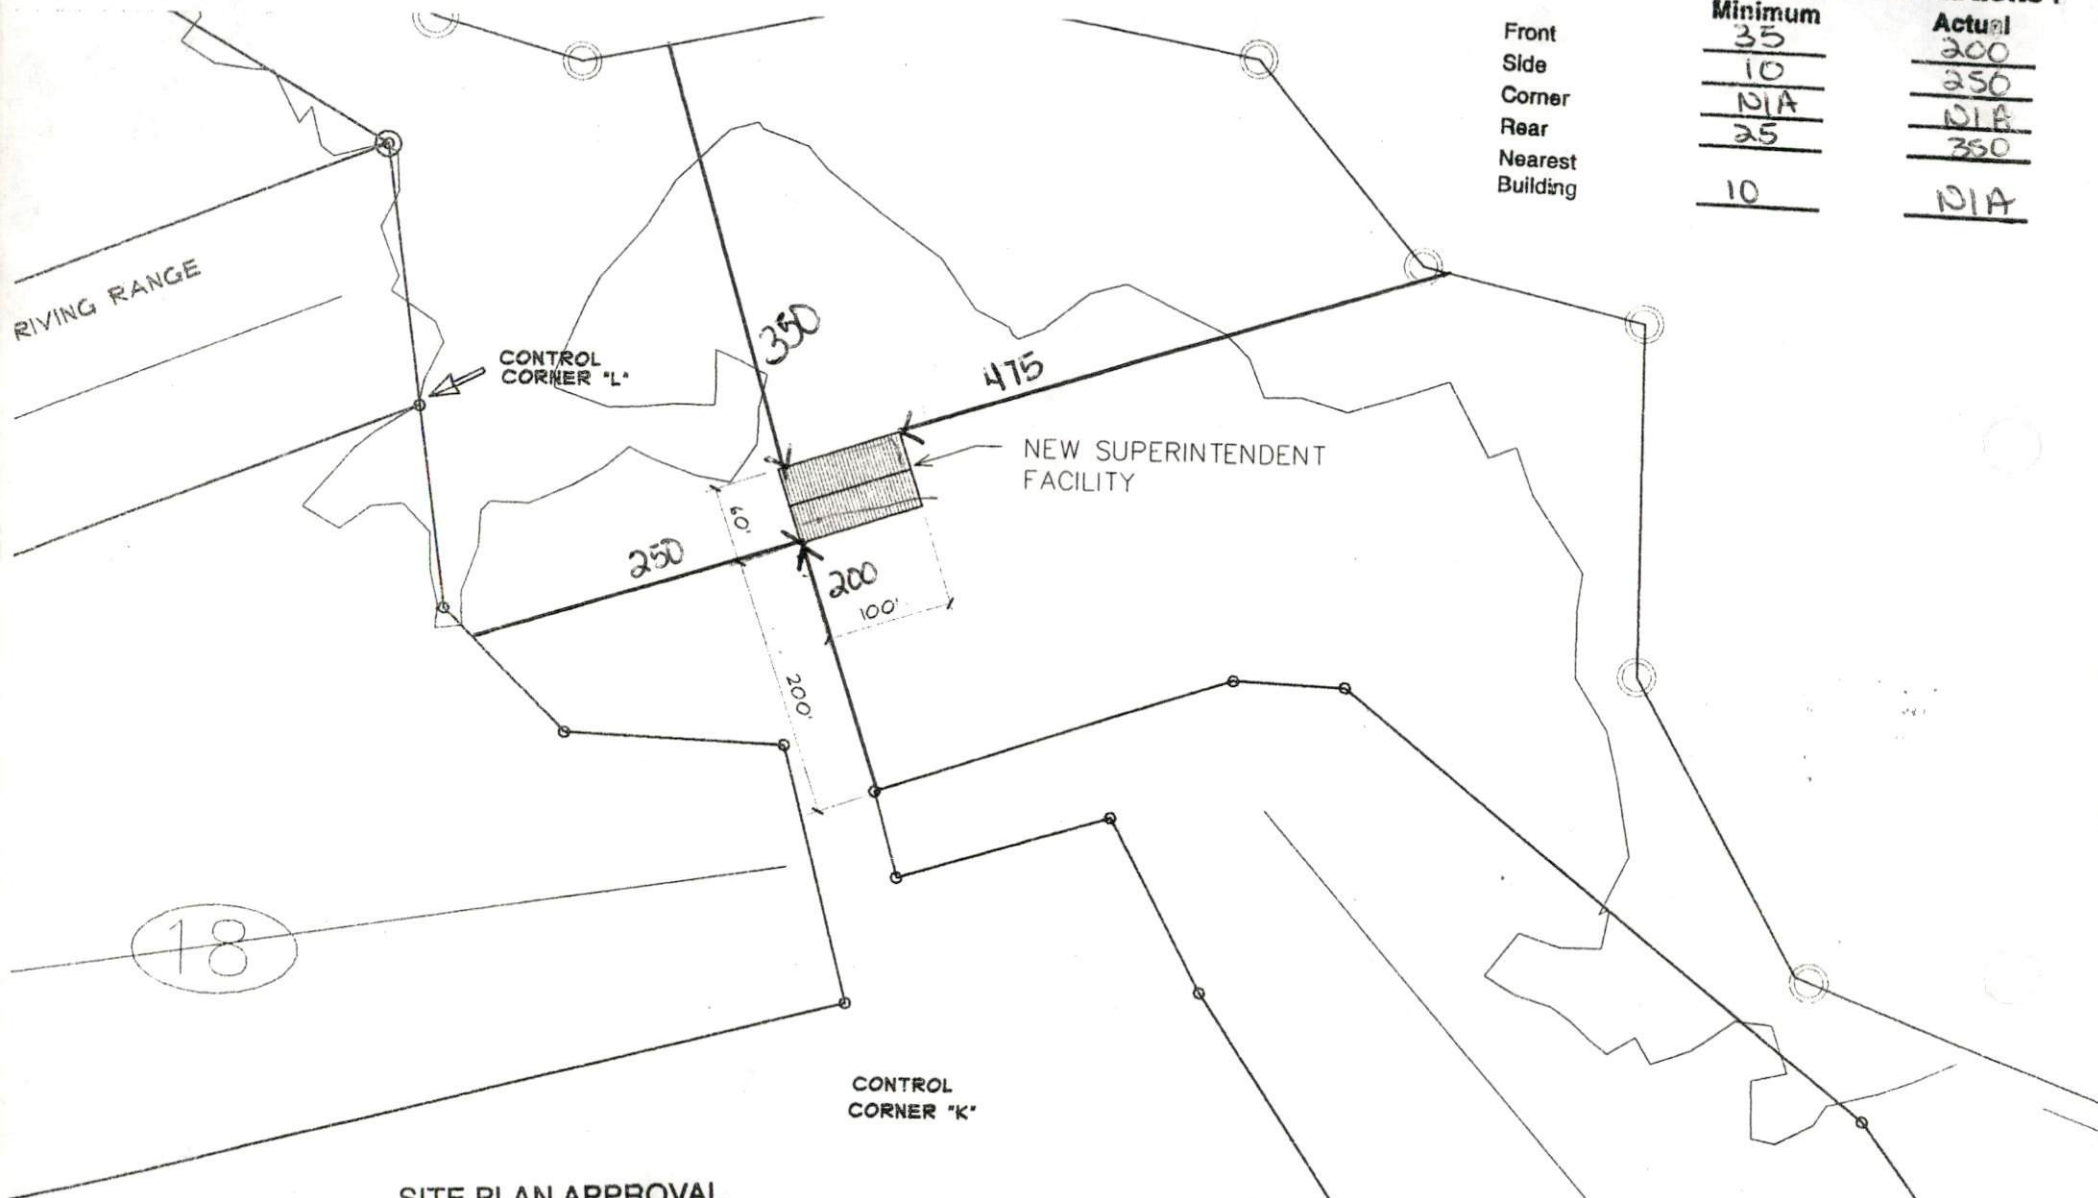 Minimum
Actual
Front 35 200
Side 10 250
Corner N/A N/A
Rear 25 350
Nearest
Building 10 N/A
RIVING RANGE
CONTROL
CORNER "L"
350
475
NEW SUPERINTENDENT
FACILITY
60'
250
200
100'
200'
18
CONTROL
CORNER "K"
SITE PLAN APPROVAL